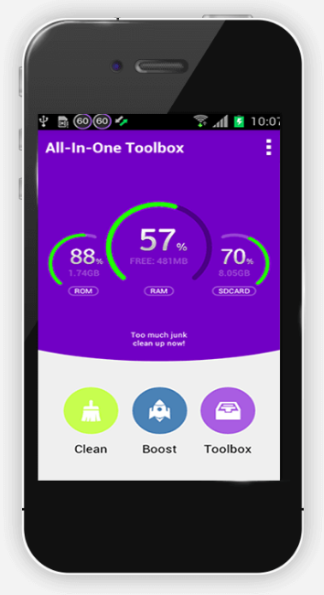 60 60 10:07
All-In-One Toolbox
57%
FREE: 481MB
RAM
88%
1.74GB
ROM
70%
8.05GB
SDCARD
Too much junk
clean up now!
Clean Boost Toolbox